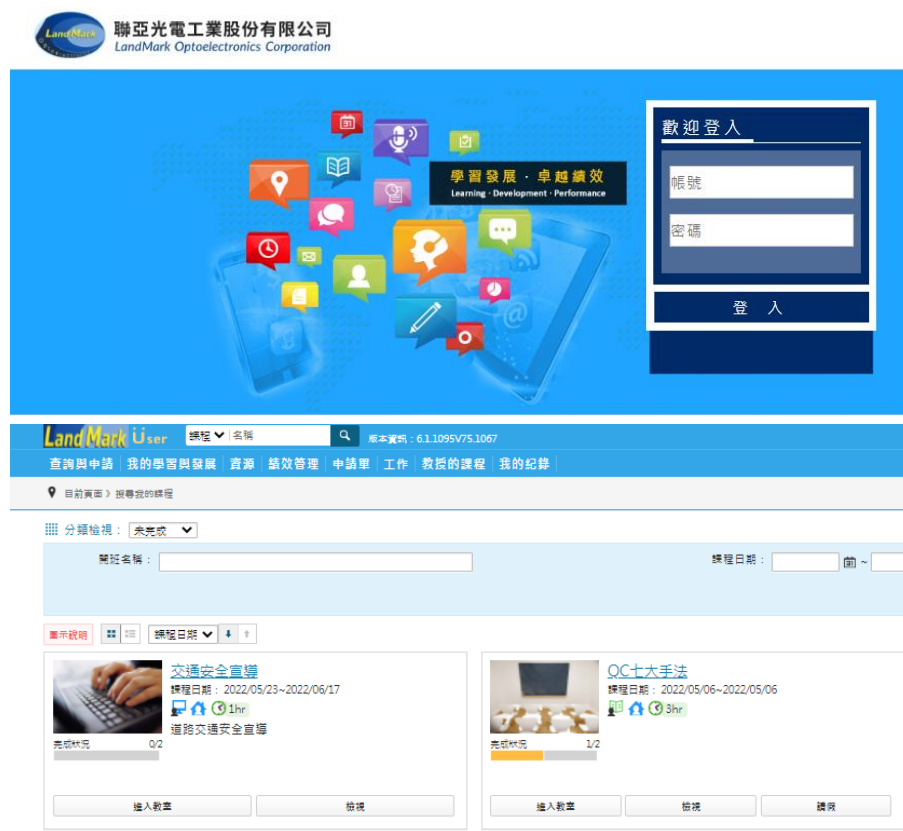 LandMark
聯亞光電工業股份有限公司
LandMark Optoelectronics Corporation
歡迎登入
學習發展 · 卓越績效
Learning · Development · Performance
帳號
密碼
登 入
LandMark User 課程 名稱 版本資訊 : 6.1.1095V75.1067
查詢與申請 我的學習與發展 資源 績效管理 申請單 工作 教授的課程 我的紀錄
目前頁面 》 搜尋我的課程
分類檢視 : 未完成
開班名稱 : 課程日期 : ~
圖示說明 課程日期
交通安全宣導
課程日期 : 2022/05/23~2022/06/17
1hr
道路交通安全宣導
完成狀況 0/2
進入教室 檢視
QC七大手法
課程日期 : 2022/05/06~2022/05/06
3hr
完成狀況 1/2
進入教室 檢視 請假